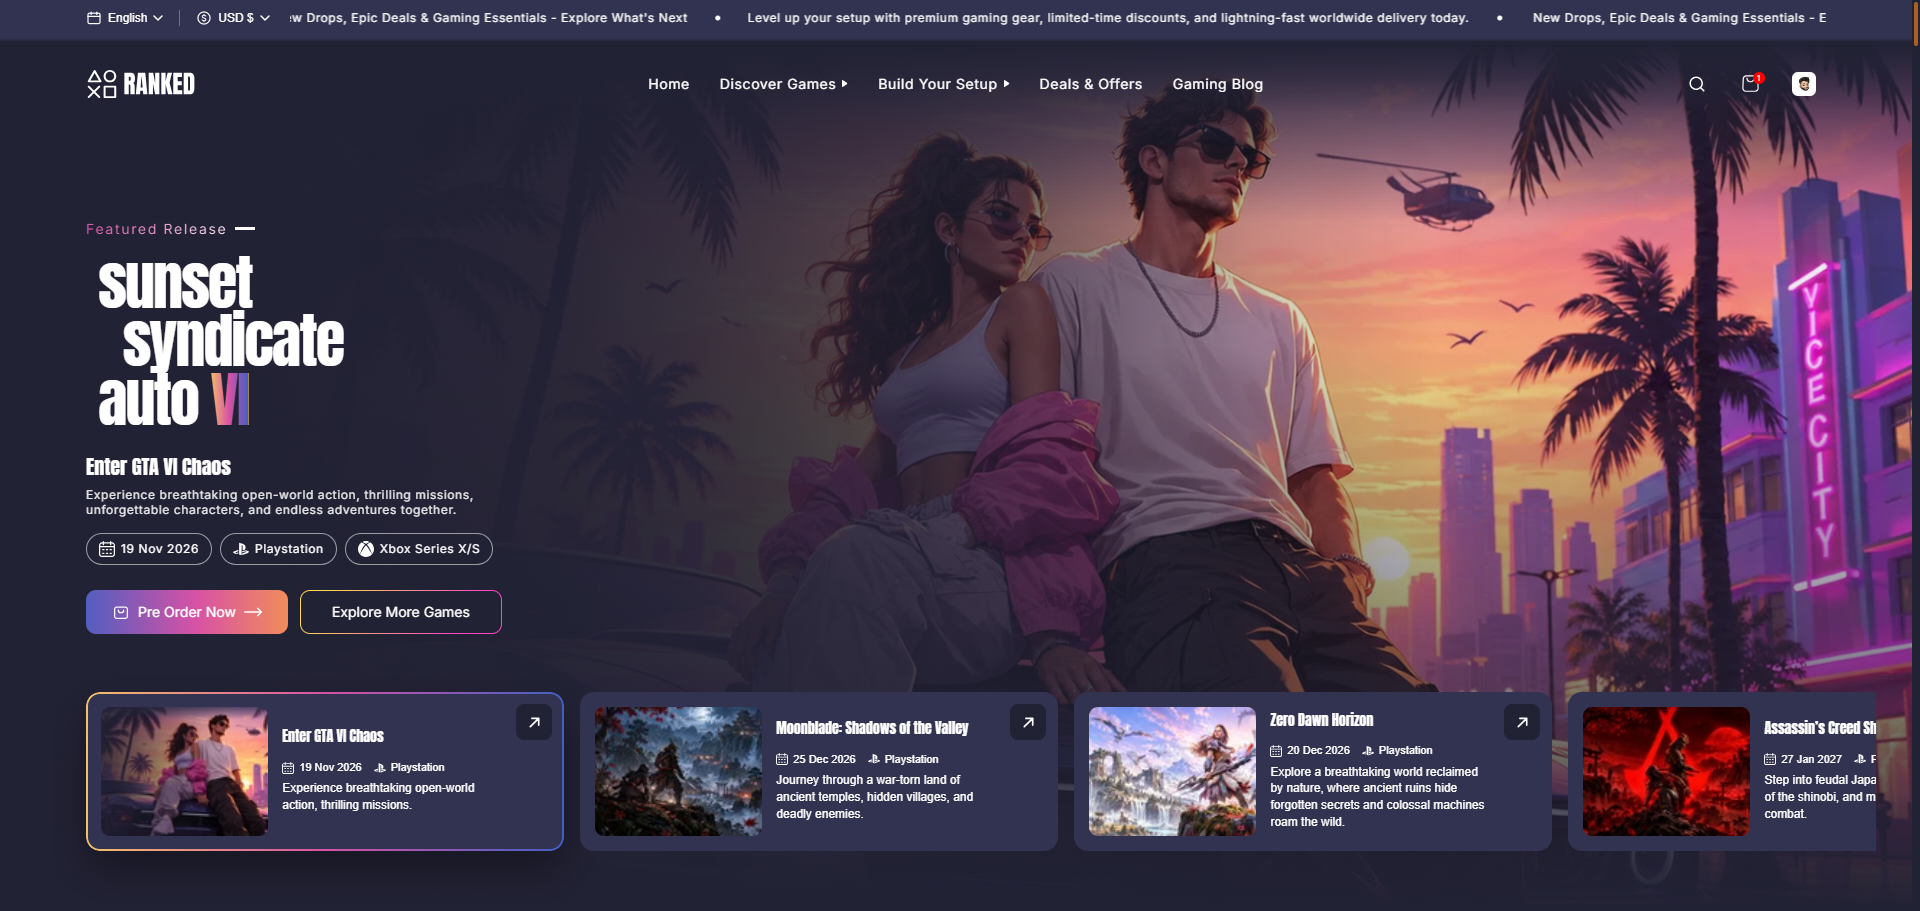 English
USD $
w Drops, Epic Deals & Gaming Essentials - Explore What's Next
Level up your setup with premium gaming gear, limited-time discounts, and lightning-fast worldwide delivery today.
New Drops, Epic Deals & Gaming Essentials - E
RANKED
Home
Discover Games
Build Your Setup
Deals & Offers
Gaming Blog
1
Featured Release
sunset
syndicate
auto VI
VICE CITY
Enter GTA VI Chaos
Experience breathtaking open-world action, thrilling missions,
unforgettable characters, and endless adventures together.
19 Nov 2026
Playstation
Xbox Series X/S
Pre Order Now
Explore More Games
Enter GTA VI Chaos
19 Nov 2026
Playstation
Experience breathtaking open-world
action, thrilling missions.
Moonblade: Shadows of the Valley
25 Dec 2026
Playstation
Journey through a war-torn land of
ancient temples, hidden villages, and
deadly enemies.
Zero Dawn Horizon
20 Dec 2026
Playstation
Explore a breathtaking world reclaimed
by nature, where ancient ruins hide
forgotten secrets and colossal machines
roam the wild.
Assassin's Creed Sh
27 Jan 2027
Step into feudal Japa
of the shinobi, and m
combat.